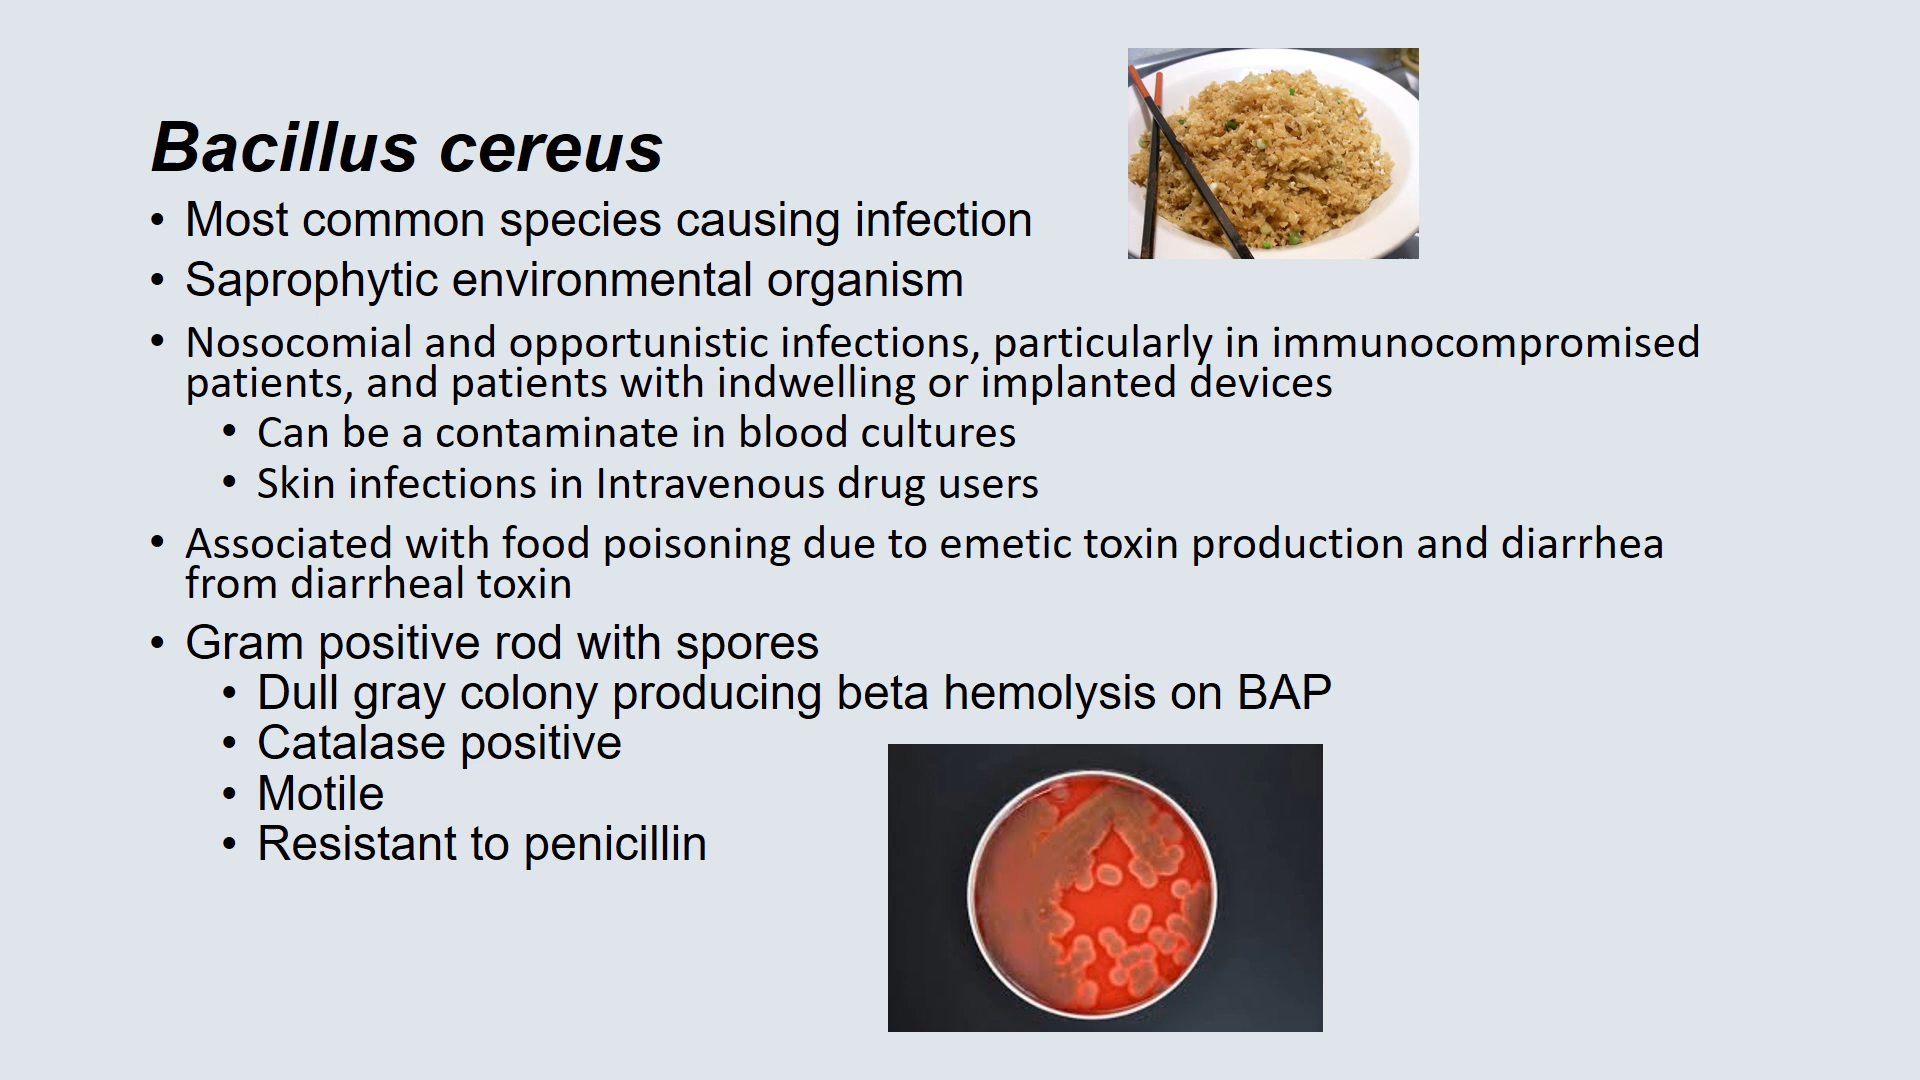 Bacillus cereus
• Most common species causing infection
• Saprophytic environmental organism
• Nosocomial and opportunistic infections, particularly in immunocompromised
patients, and patients with indwelling or implanted devices
• Can be a contaminate in blood cultures
• Skin infections in Intravenous drug users
• Associated with food poisoning due to emetic toxin production and diarrhea
from diarrheal toxin
• Gram positive rod with spores
• Dull gray colony producing beta hemolysis on BAP
• Catalase positive
• Motile
• Resistant to penicillin